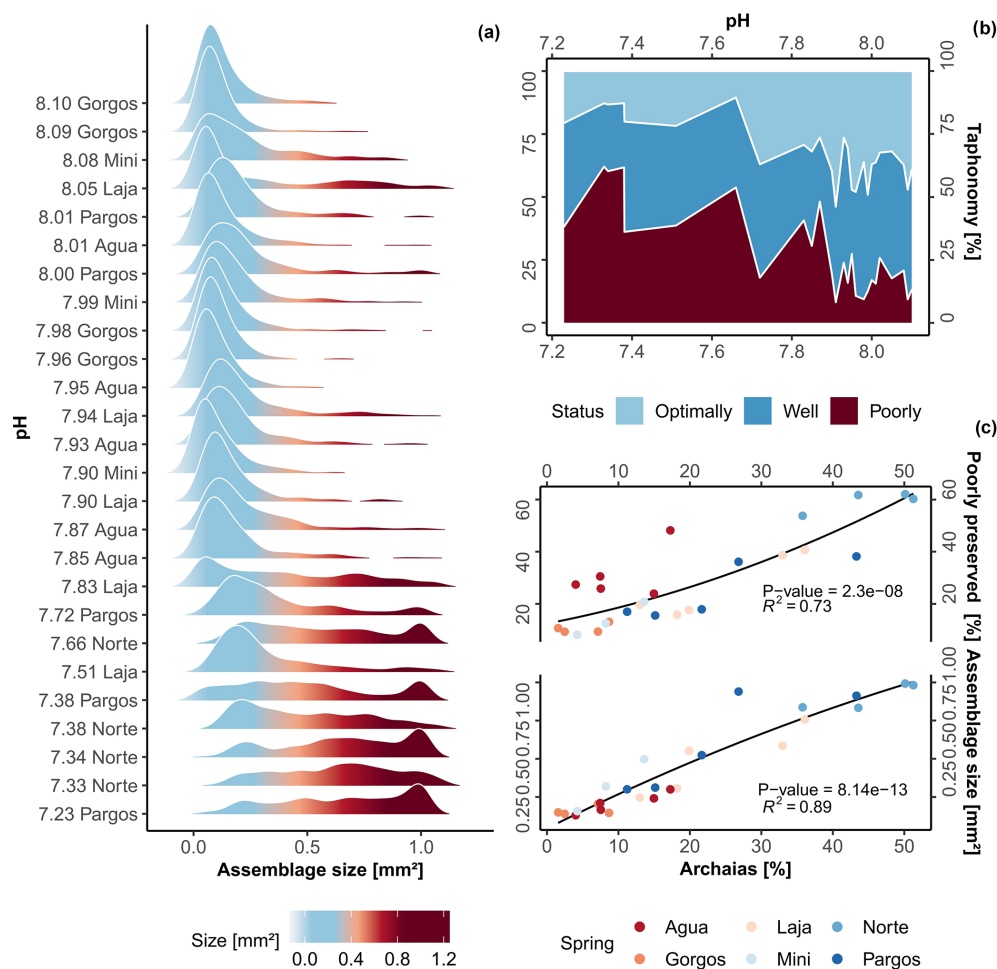 (a)
pH
8.10 Gorgos
8.09 Gorgos
8.08 Mini
8.05 Laja
8.01 Pargos
8.01 Agua
8.00 Pargos
7.99 Mini
7.98 Gorgos
7.96 Gorgos
7.95 Agua
7.94 Laja
7.93 Agua
7.90 Mini
7.90 Laja
7.87 Agua
7.85 Agua
7.83 Laja
7.72 Pargos
7.66 Norte
7.51 Laja
7.38 Pargos
7.38 Norte
7.34 Norte
7.33 Norte
7.23 Pargos
0.0 0.5 1.0
Assemblage size [mm²]
Size [mm²]
0.0 0.4 0.8 1.2
pH
(b)
7.2 7.4 7.6 7.8 8.0
100
75
50
25
0
100
75
50
25
0
Taphonomy [%]
7.2 7.4 7.6 7.8 8.0
Status Optimally Well Poorly
(c)
0 10 20 30 40 50
60
40
20
60
40
20
Poorly preserved [%]
P-value = 2.3e−08
R² = 0.73
1.00
0.75
0.50
0.25
1.00
0.75
0.50
0.25
Assemblage size [mm²]
P-value = 8.14e−13
R² = 0.89
0 10 20 30 40 50
Archaias [%]
Spring
Agua Laja Norte
Gorgos Mini Pargos